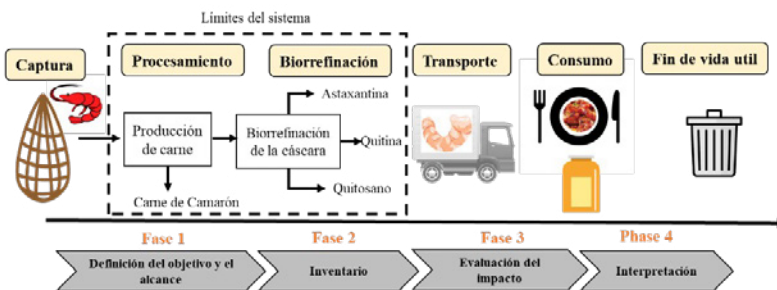 Límites del sistema
Captura
Procesamiento
Biorrefinación
Transporte
Consumo
Fin de vida util
Astaxantina
Producción
de carne
Biorrefinación
de la cáscara
Quitina
Carne de Camarón
Quitosano
Fase 1
Fase 2
Fase 3
Phase 4
Definición del objetivo y el
alcance
Inventario
Evaluación del
impacto
Interpretación